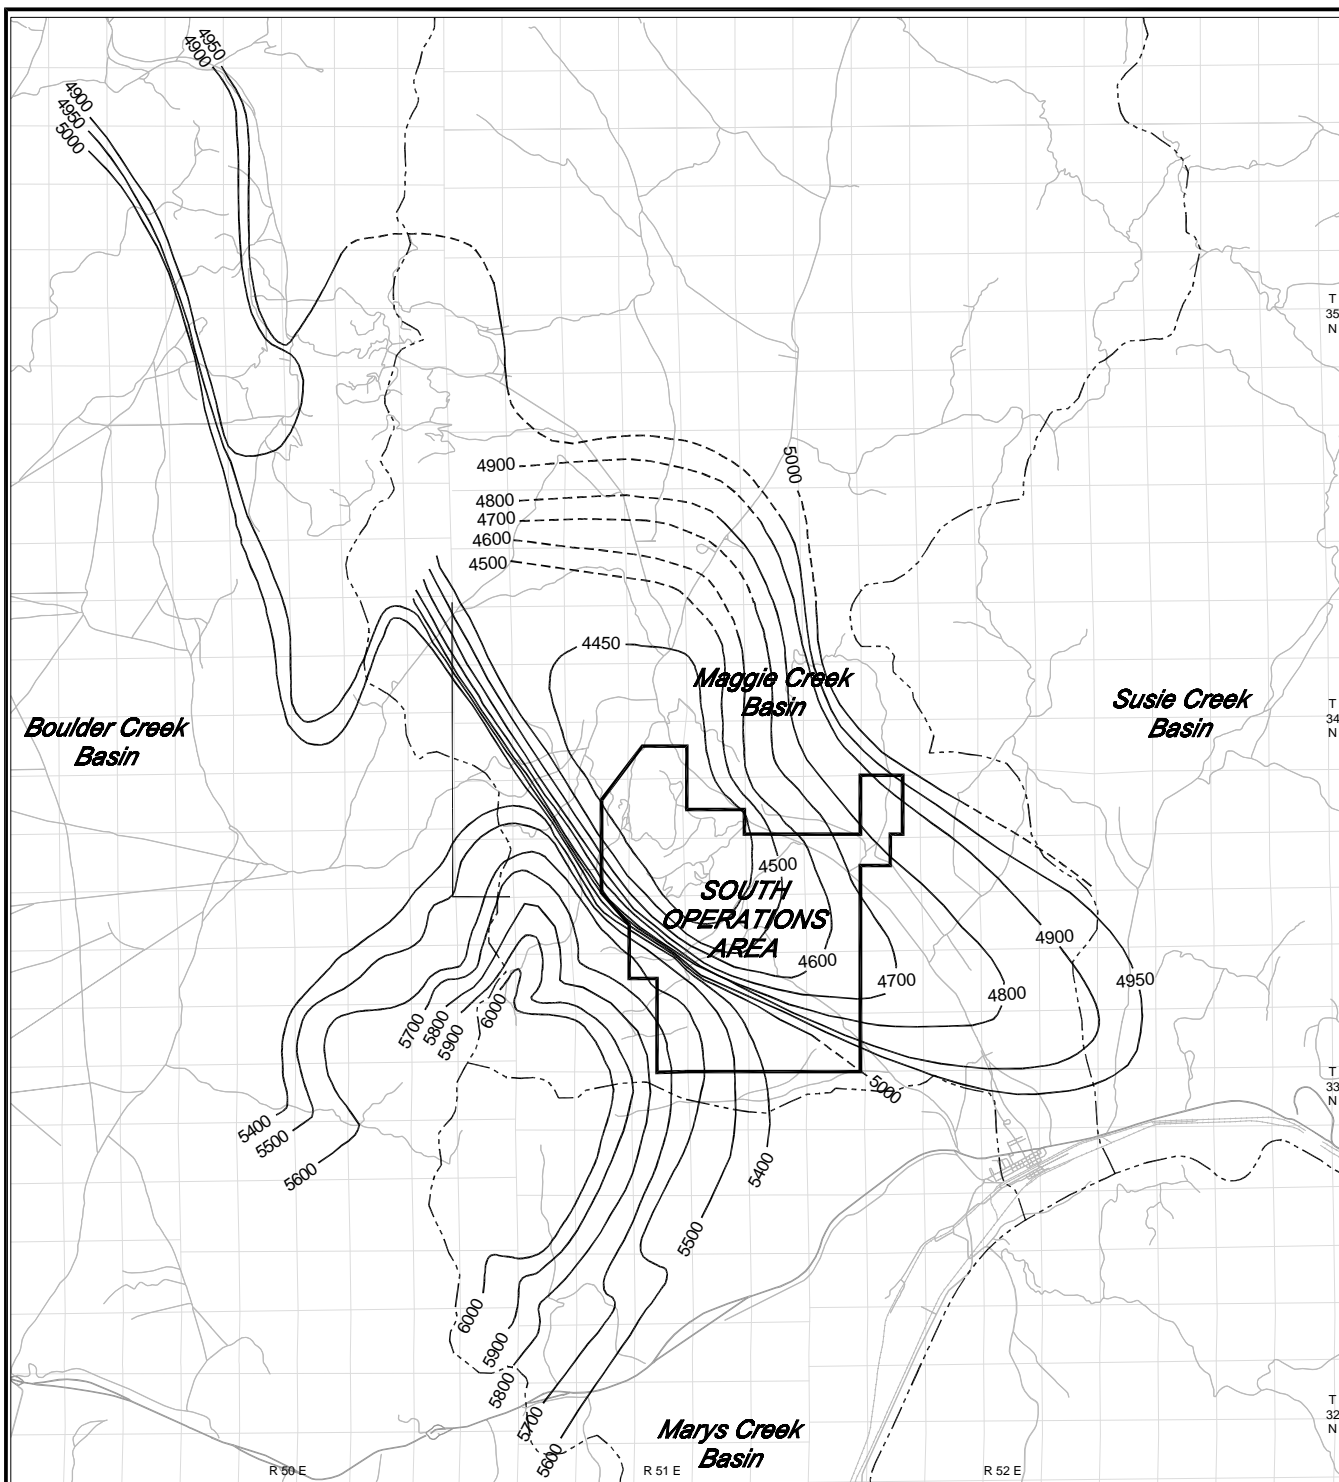 4950
4900
4900
4950
5000
T
35
N
5000
4900
4800
4700
4600
4500
4450
Maggie Creek
Basin
Susie Creek
Basin
T
34
N
Boulder Creek
Basin
4500
SOUTH
OPERATIONS
AREA
4900
4600
4700
4800
4950
6000
5700
5800
5900
5000
T
33
N
5400
5500
5600
5400
5500
6000
5900
5800
5700
5600
T
32
N
Marys Creek
Basin
R 50 E
R 51 E
R 52 E